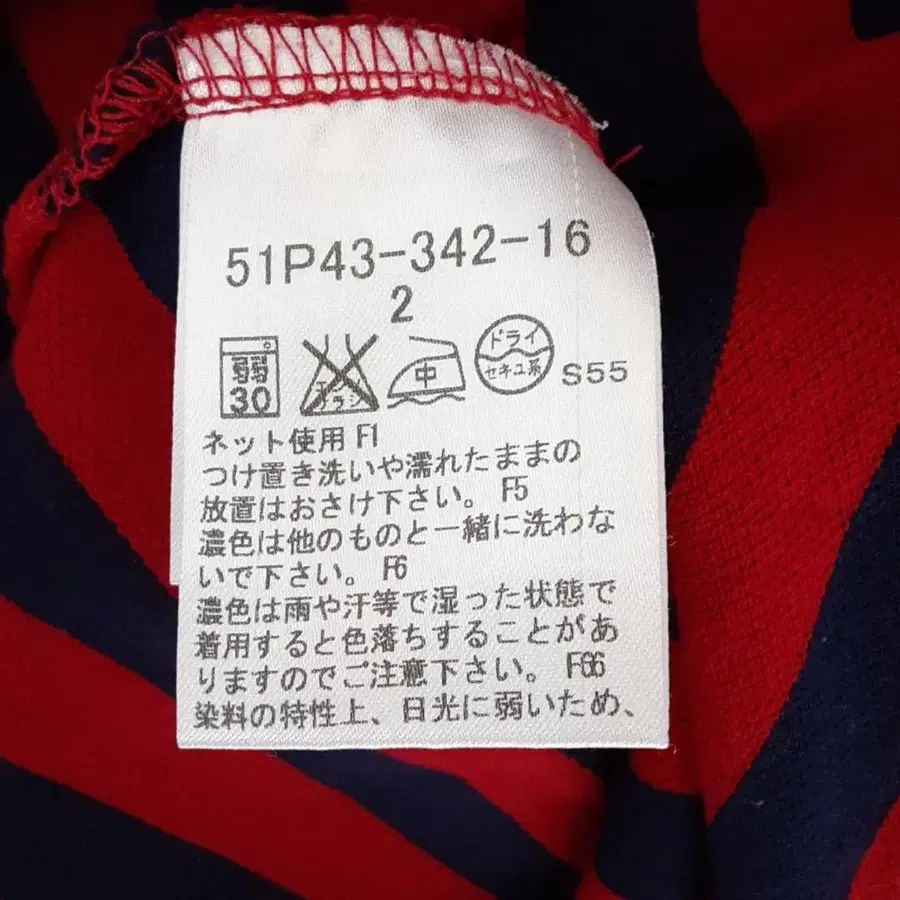 51P43-342-16
2
弱 30 エンソ サラシ 中 ドライ セキユ系 S55
ネット使用 F1
つけ置き洗いや濡れたままの
放置はおさけ下さい。 F5
濃色は他のものと一緒に洗わな
いで下さい。 F6
濃色は雨や汗等で湿った状態で
着用すると色落ちすることがあ
りますのでご注意下さい。 F66
染料の特性上、日光に弱いため、